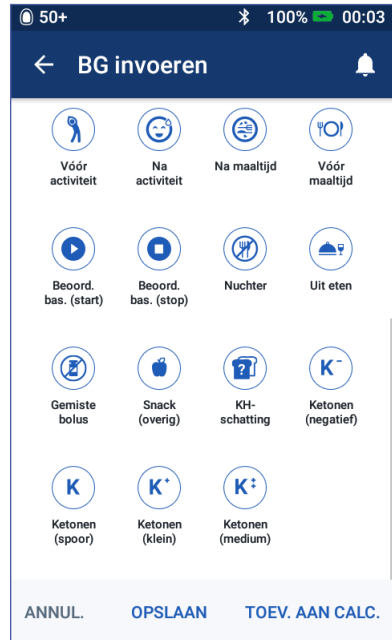 50+ 100% 00:03
BG invoeren
Vóór activiteit
Na activiteit
Na maaltijd
Vóór maaltijd
Beoord. bas. (start)
Beoord. bas. (stop)
Nuchter
Uit eten
?
K⁻
Gemiste bolus
Snack (overig)
KH-schatting
Ketonen (negatief)
K
K⁺
K⁺₊
Ketonen (spoor)
Ketonen (klein)
Ketonen (medium)
ANNUL. OPSLAAN TOEV. AAN CALC.